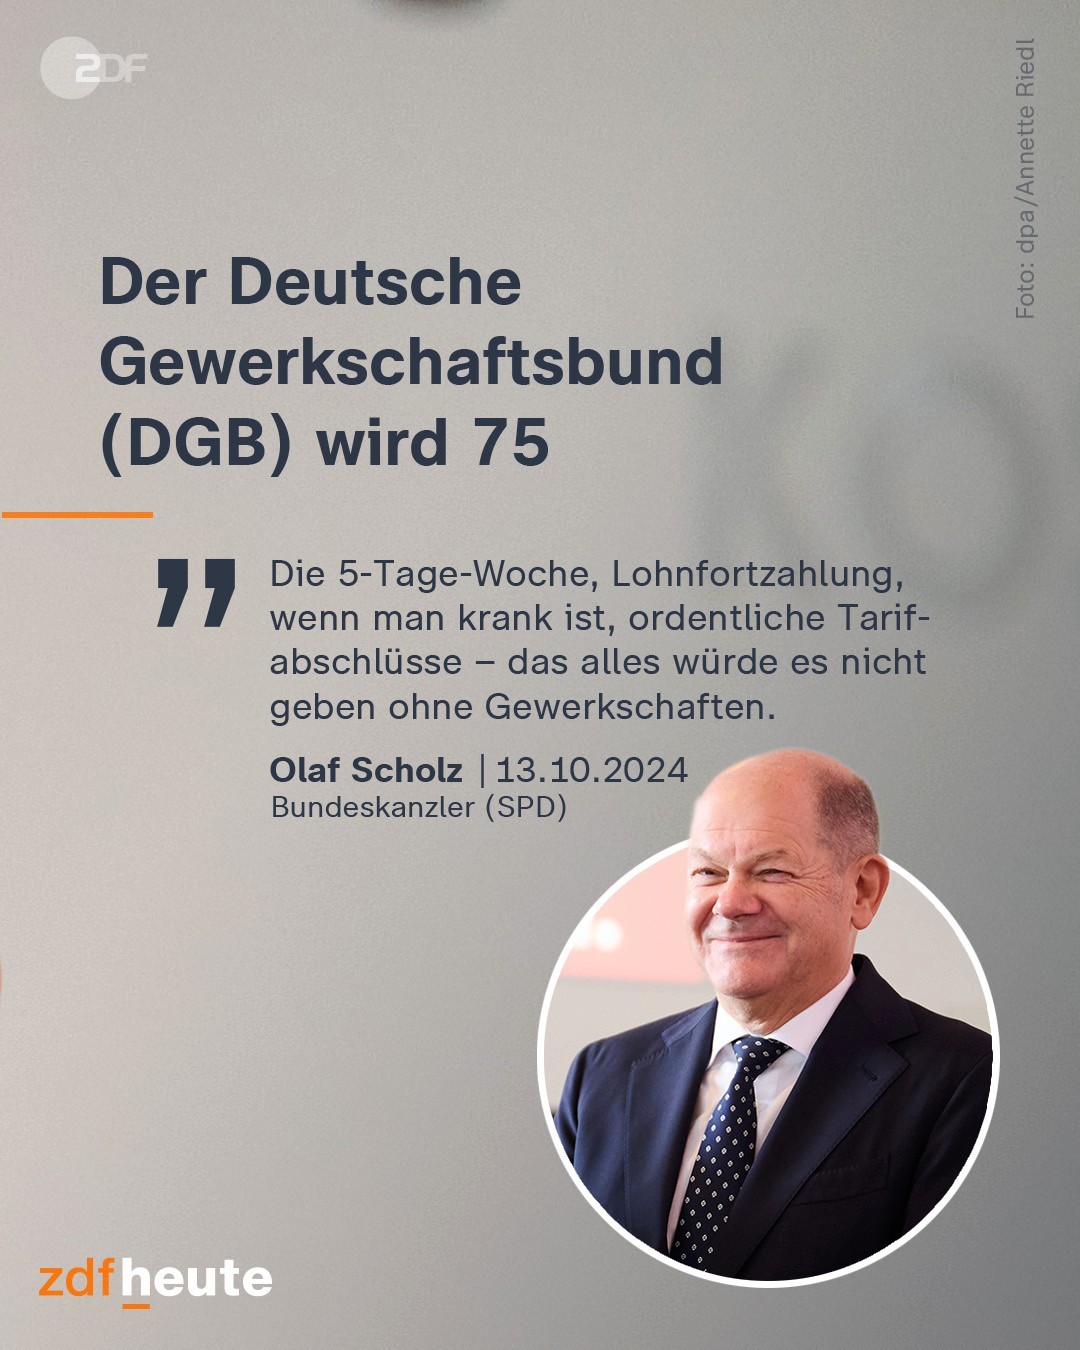 ZDF
Foto: dpa/Annette Riedl
Der Deutsche
Gewerkschaftsbund
(DGB) wird 75
”
Die 5-Tage-Woche, Lohnfortzahlung,
wenn man krank ist, ordentliche Tarif-
abschlüsse – das alles würde es nicht
geben ohne Gewerkschaften.
Olaf Scholz | 13.10.2024
Bundeskanzler (SPD)
zdfheute